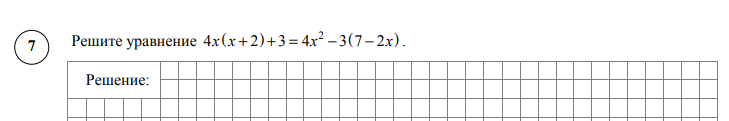 7 Решите уравнение 4x(x+2)+3=4x²−3(7−2x).
Решение: